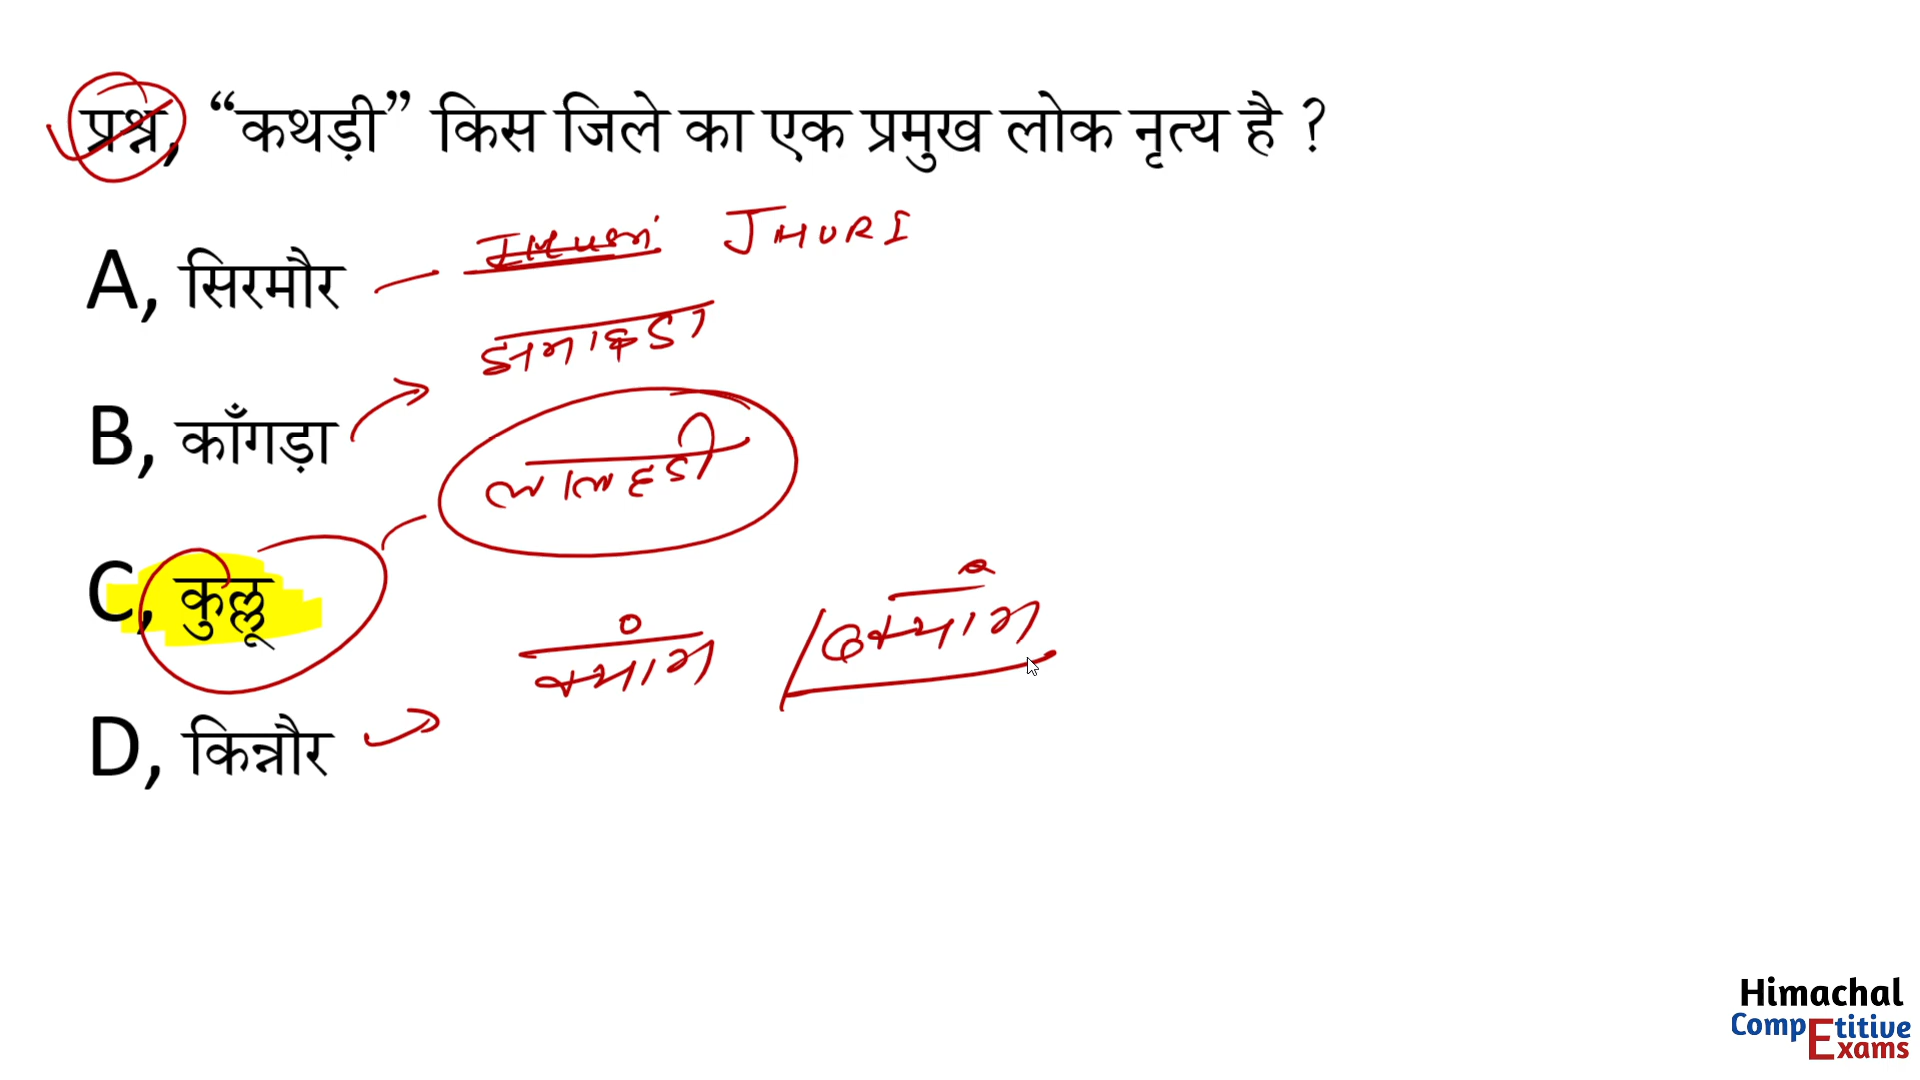 प्रश्न, “कथड़ी” किस जिले का एक प्रमुख लोक नृत्य है ?
A, सिरमौर
JHURI
B, काँगड़ा
झमाकडा
लालहडी
C, कुल्लू
क्यांग
D, किन्नौर
Himachal
CompEtitive
Exams